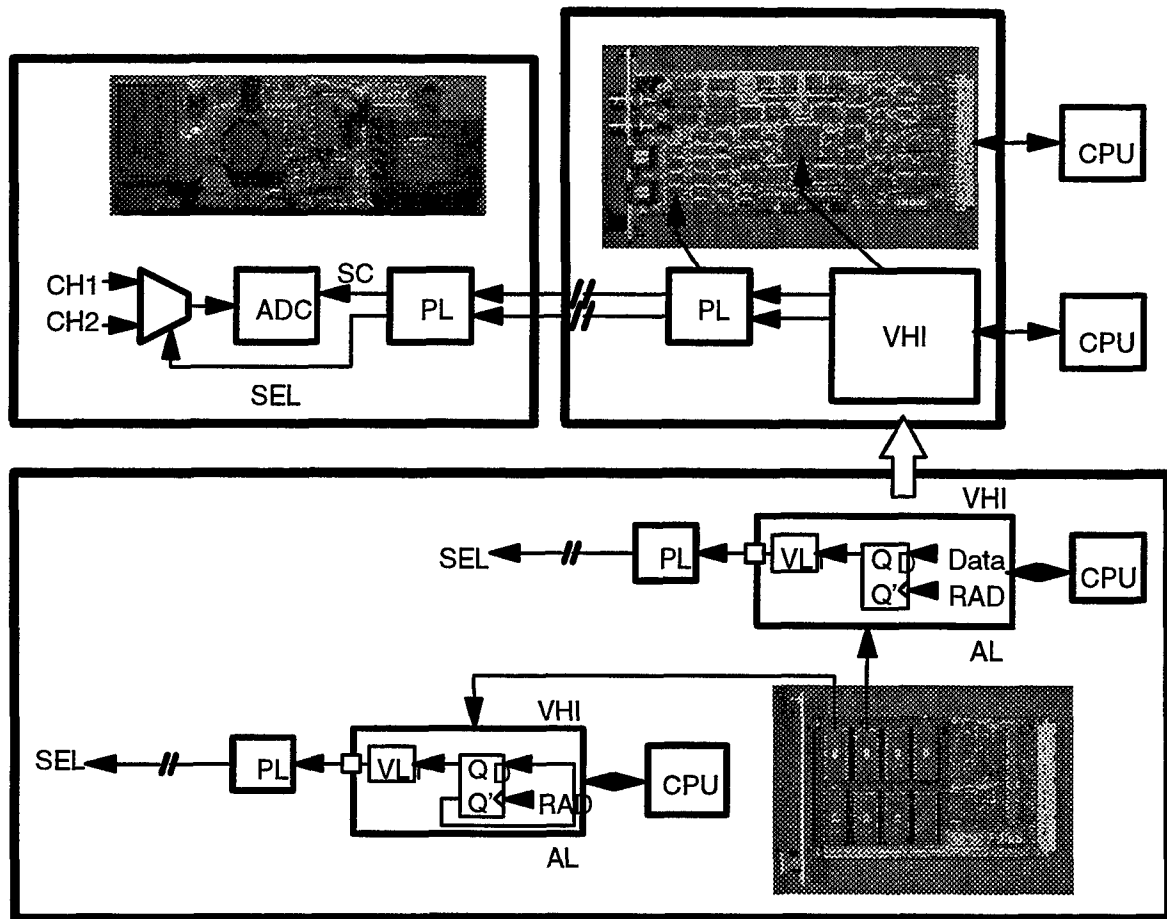 CPU
CH1
CH2
ADC
SC
PL
SEL
PL
VHI
CPU
VHI
SEL
PL
VL
Q
D
Data
Q'
RAD
CPU
AL
VHI
SEL
PL
VL
Q
D
Q'
RAD
CPU
AL